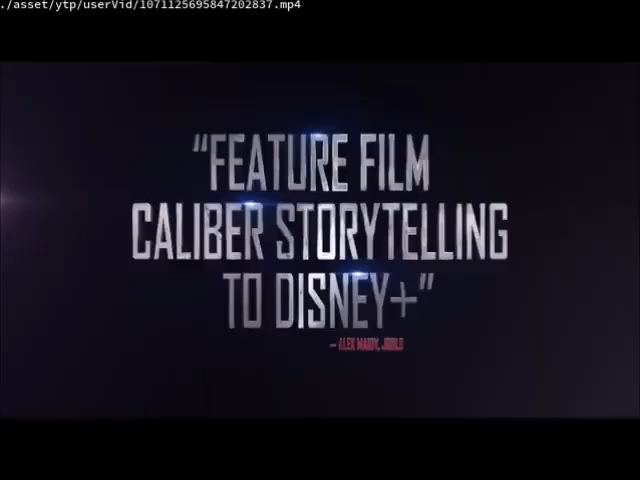 ./asset/ytp/userVid/1071125695847202837.mp4
“FEATURE FILM
CALIBER STORYTELLING
TO DISNEY+”
– ALEX MAIDY, JOBLO